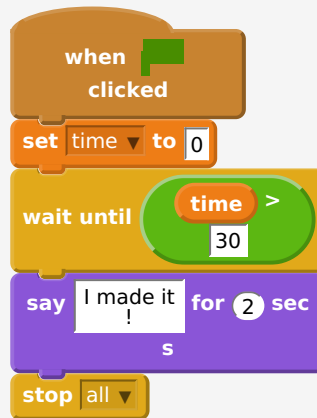 when
clicked
set time ▼ to 0
wait until time >
30
say I made it for 2 sec
!
s
stop all ▼